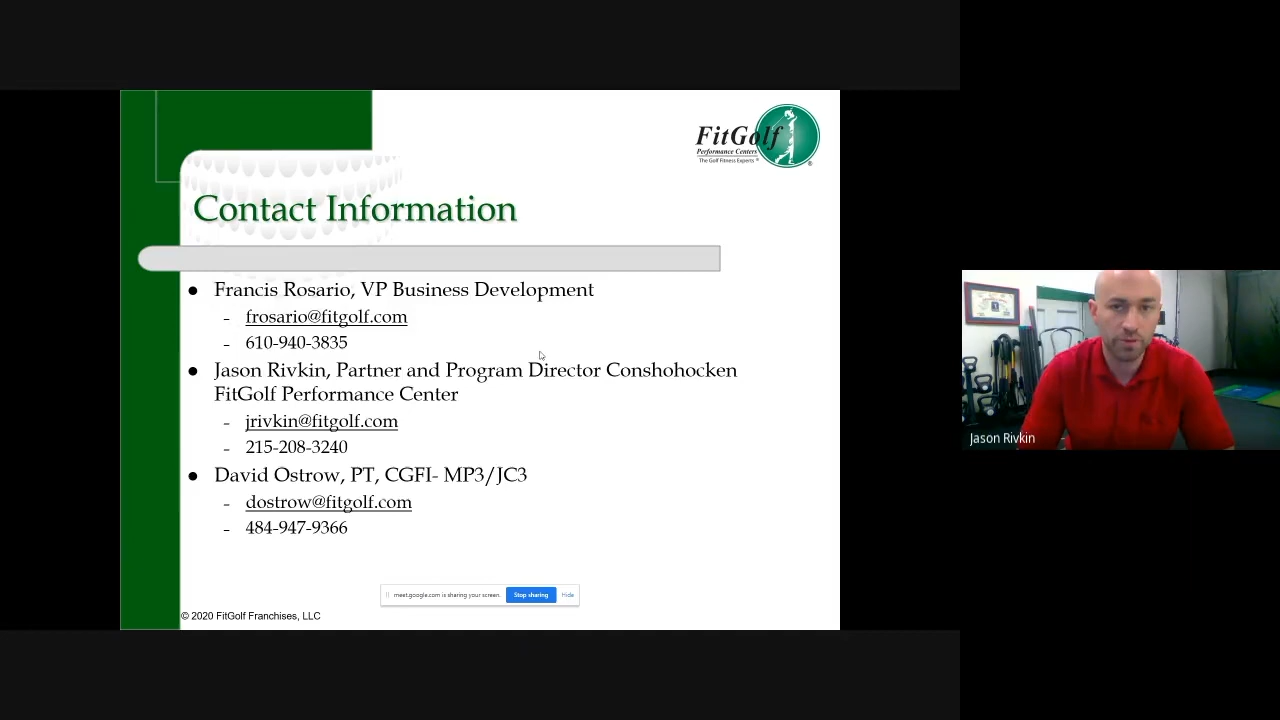 FitGolf
Performance Centers
The Golf Fitness Experts ®
®
Contact Information
● Francis Rosario, VP Business Development
– frosario@fitgolf.com
– 610-940-3835
● Jason Rivkin, Partner and Program Director Conshohocken
FitGolf Performance Center
– jrivkin@fitgolf.com
– 215-208-3240
● David Ostrow, PT, CGFI- MP3/JC3
– dostrow@fitgolf.com
– 484-947-9366
meet.google.com is sharing your screen.
Stop sharing
Hide
© 2020 FitGolf Franchises, LLC
Jason Rivkin